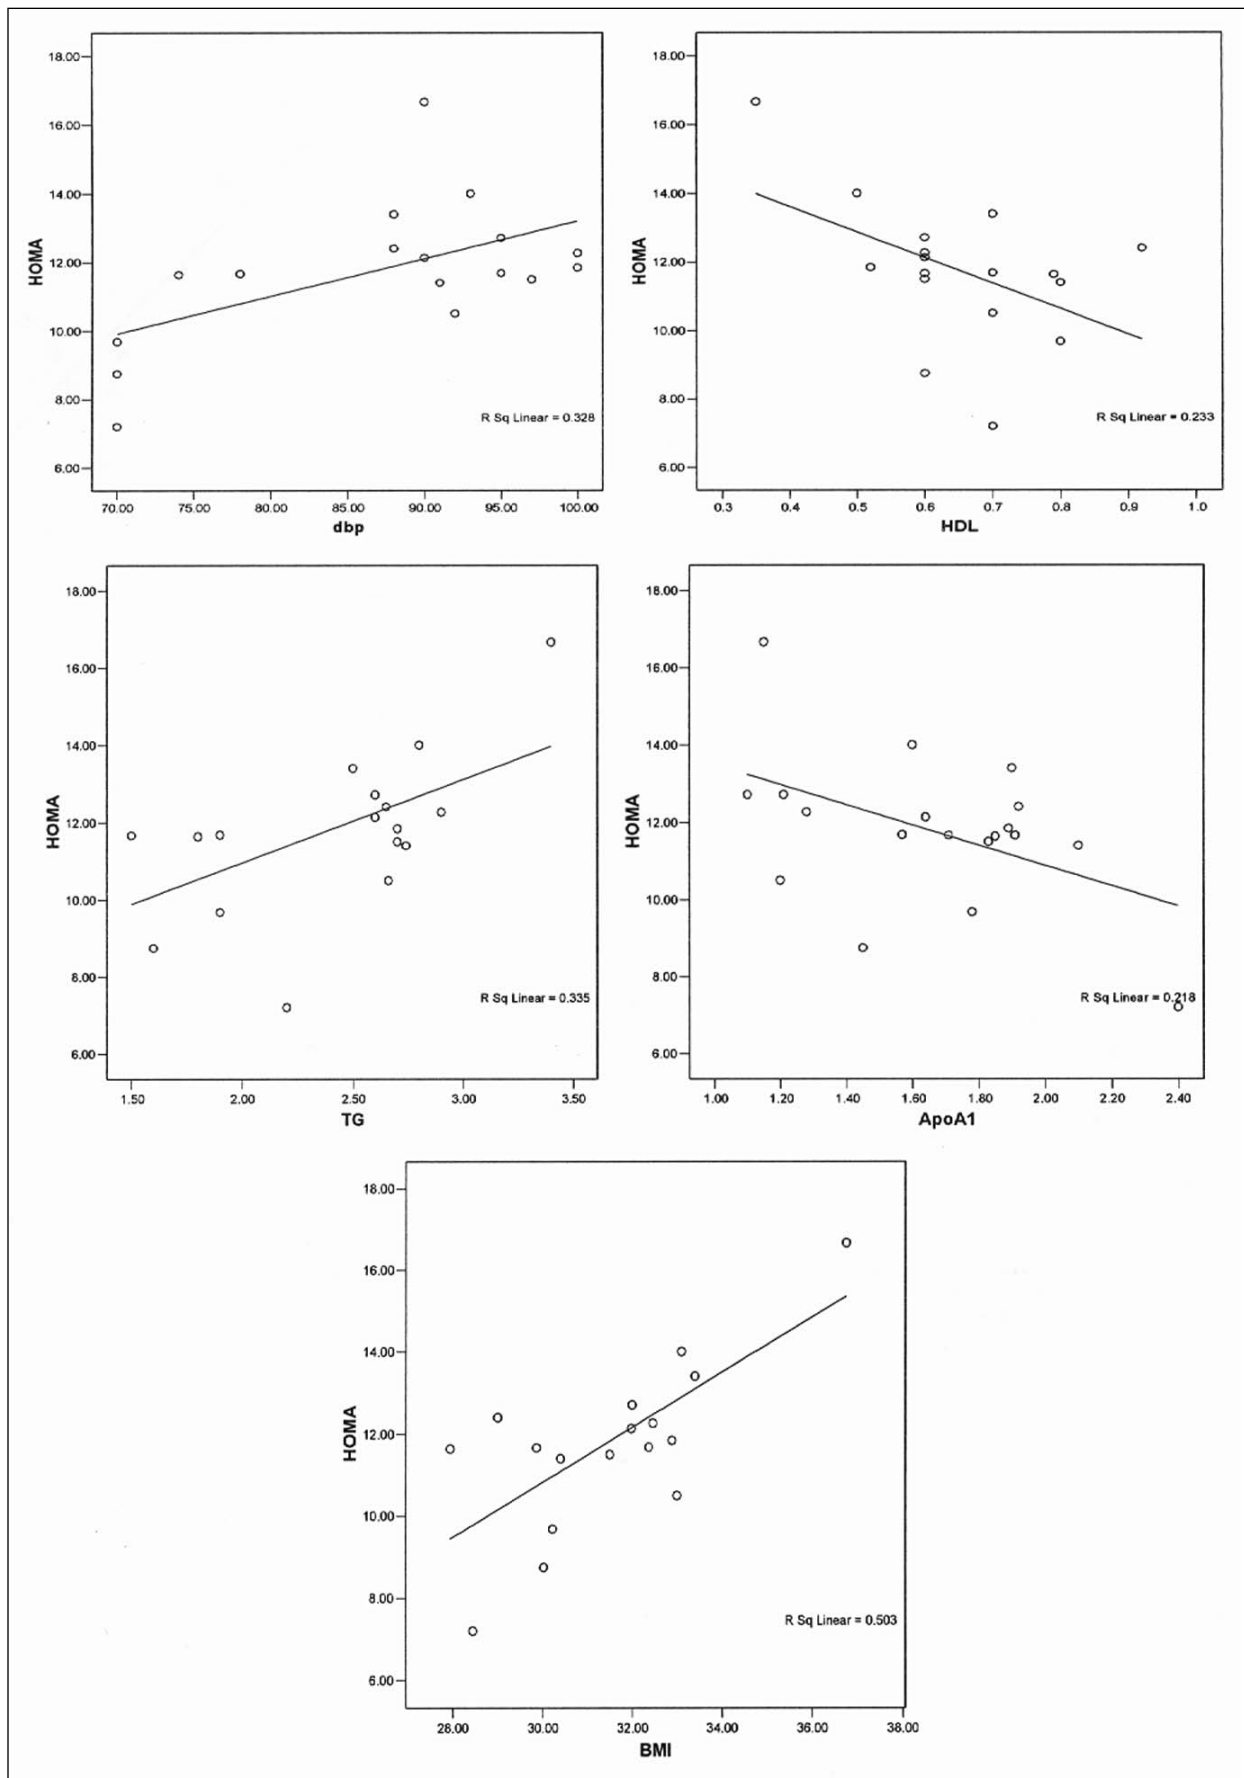 18.00
16.00
14.00
HOMA
12.00
10.00
8.00
6.00
R Sq Linear = 0.328
70.00 75.00 80.00 85.00 90.00 95.00 100.00
dbp
18.00
16.00
14.00
HOMA
12.00
10.00
8.00
6.00
R Sq Linear = 0.233
0.3 0.4 0.5 0.6 0.7 0.8 0.9 1.0
HDL
18.00
16.00
14.00
HOMA
12.00
10.00
8.00
6.00
R Sq Linear = 0.335
1.50 2.00 2.50 3.00 3.50
TG
18.00
16.00
14.00
HOMA
12.00
10.00
8.00
6.00
R Sq Linear = 0.218
1.00 1.20 1.40 1.60 1.80 2.00 2.20 2.40
ApoA1
18.00
16.00
14.00
HOMA
12.00
10.00
8.00
6.00
R Sq Linear = 0.503
28.00 30.00 32.00 34.00 36.00 38.00
BMI